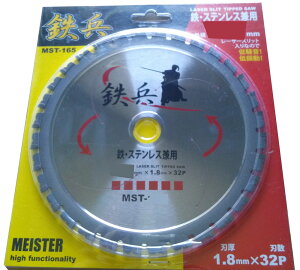 鉄兵
MST-165
LASER SLIT TIPPED SAW
鉄・ステンレス兼用
mm
レーザースリット
入りなので
低騒音!
低振動!
鉄兵
鉄・ステンレス兼用
LASER SLIT TIPPED SAW
×1.8mm×32P
MST-
MEISTER
high functionality
刃厚
刃数
1.8mm×32P